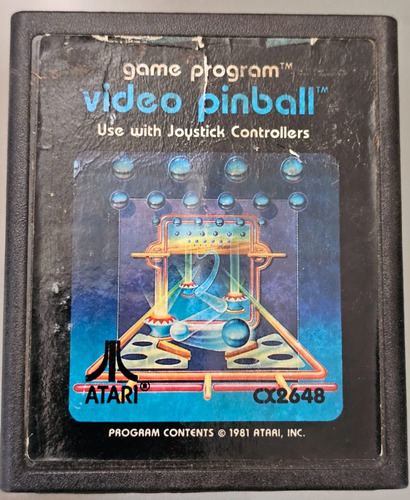 game program™
video pinball™
Use with Joystick Controllers
ATARI®
CX2648
PROGRAM CONTENTS © 1981 ATARI, INC.